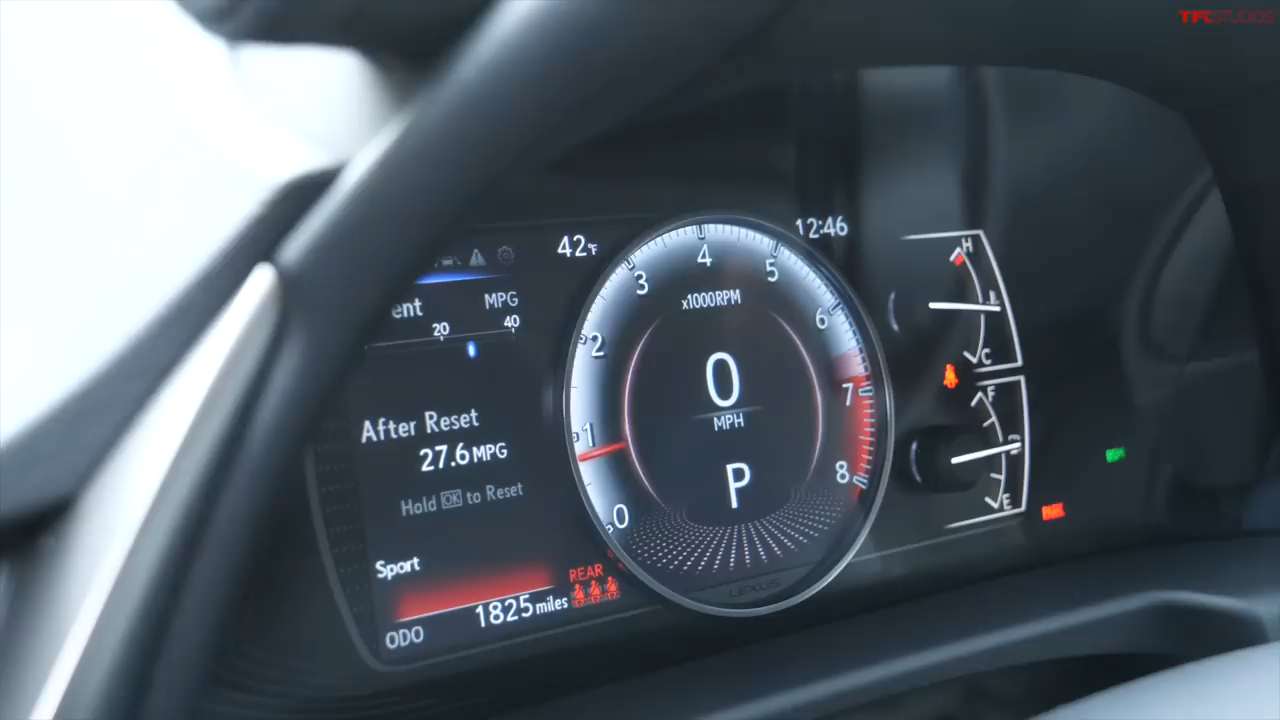 TFLSTUDIOS
42°F
12:46
ent MPG
20 40
After Reset
27.6 MPG
Hold OK to Reset
Sport
REAR
1825 miles
ODO
0 1 2 3 4 5 6 7 8
x1000RPM
0
MPH
P
LEXUS
H
C
F
E
PARK